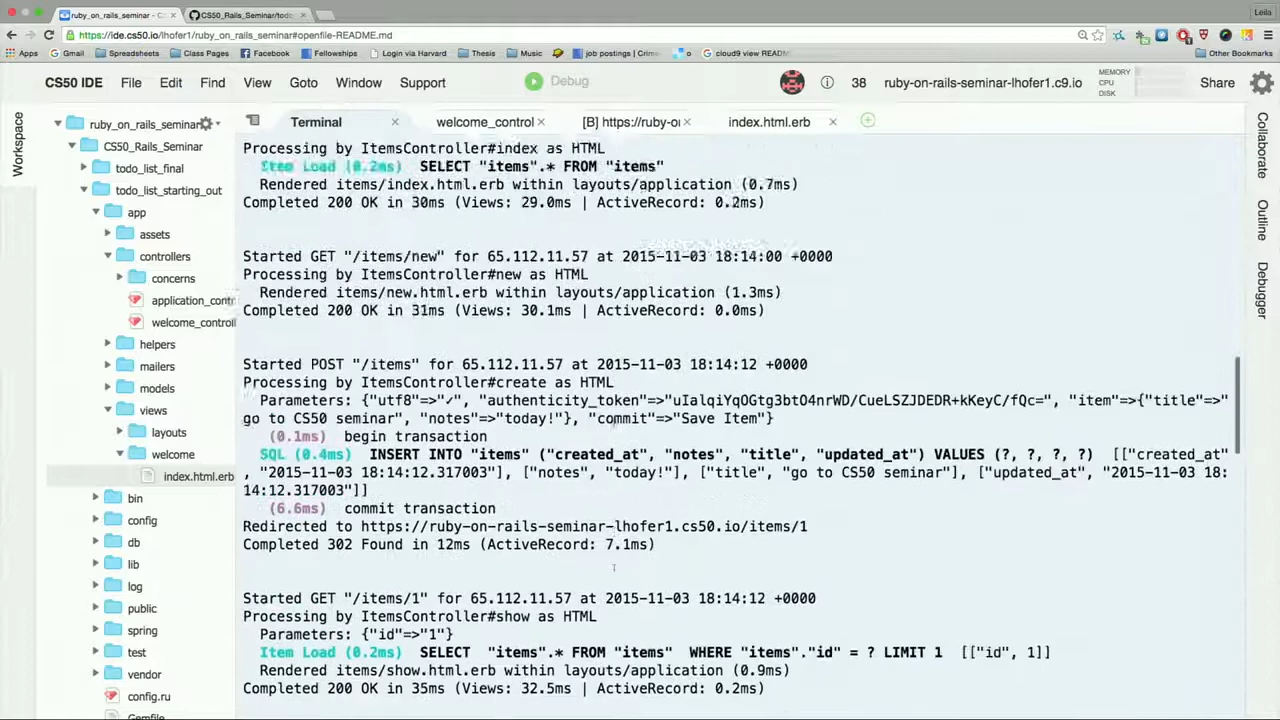 ruby_on_rails_seminar - C
CS50_Rails_Seminar/todo
Leila
https://ide.cs50.io/lhofer1/ruby_on_rails_seminar#openfile-README.md
Apps
Gmail
Spreadsheets
Class Pages
Facebook
Fellowships
Login via Harvard
Thesis
Music
job postings | Crim
cloud9 view READ
Other Bookmarks
CS50 IDE File Edit Find View Goto Window Support Debug 38 ruby-on-rails-seminar-lhofer1.c9.io MEMORY CPU DISK Share
Workspace
Collaborate
Outline
Debugger
ruby_on_rails_seminar
CS50_Rails_Seminar
todo_list_final
todo_list_starting_out
app
assets
controllers
concerns
application_contr
welcome_control
helpers
mailers
models
views
layouts
welcome
index.html.erb
bin
config
db
lib
log
public
spring
test
vendor
config.ru
Gemfile
Terminal
welcome_control
[B] https://ruby-o
index.html.erb
Processing by ItemsController#index as HTML
Item Load (0.2ms) SELECT "items".* FROM "items"
Rendered items/index.html.erb within layouts/application (0.7ms)
Completed 200 OK in 30ms (Views: 29.0ms | ActiveRecord: 0.2ms)
Started GET "/items/new" for 65.112.11.57 at 2015-11-03 18:14:00 +0000
Processing by ItemsController#new as HTML
Rendered items/new.html.erb within layouts/application (1.3ms)
Completed 200 OK in 31ms (Views: 30.1ms | ActiveRecord: 0.0ms)
Started POST "/items" for 65.112.11.57 at 2015-11-03 18:14:12 +0000
Processing by ItemsController#create as HTML
Parameters: {"utf8"=>"✓", "authenticity_token"=>"uIalqiYqOGtg3btO4nrWD/CueLSZJDEDR+kKeyC/fQc=", "item"=>{"title"=>"
go to CS50 seminar", "notes"=>"today!"}, "commit"=>"Save Item"}
(0.1ms) begin transaction
SQL (0.4ms) INSERT INTO "items" ("created_at", "notes", "title", "updated_at") VALUES (?, ?, ?, ?) [["created_at"
, "2015-11-03 18:14:12.317003"], ["notes", "today!"], ["title", "go to CS50 seminar"], ["updated_at", "2015-11-03 18:
14:12.317003"]]
(6.6ms) commit transaction
Redirected to https://ruby-on-rails-seminar-lhofer1.cs50.io/items/1
Completed 302 Found in 12ms (ActiveRecord: 7.1ms)
Started GET "/items/1" for 65.112.11.57 at 2015-11-03 18:14:12 +0000
Processing by ItemsController#show as HTML
Parameters: {"id"=>"1"}
Item Load (0.2ms) SELECT "items".* FROM "items" WHERE "items"."id" = ? LIMIT 1 [["id", 1]]
Rendered items/show.html.erb within layouts/application (0.9ms)
Completed 200 OK in 35ms (Views: 32.5ms | ActiveRecord: 0.2ms)